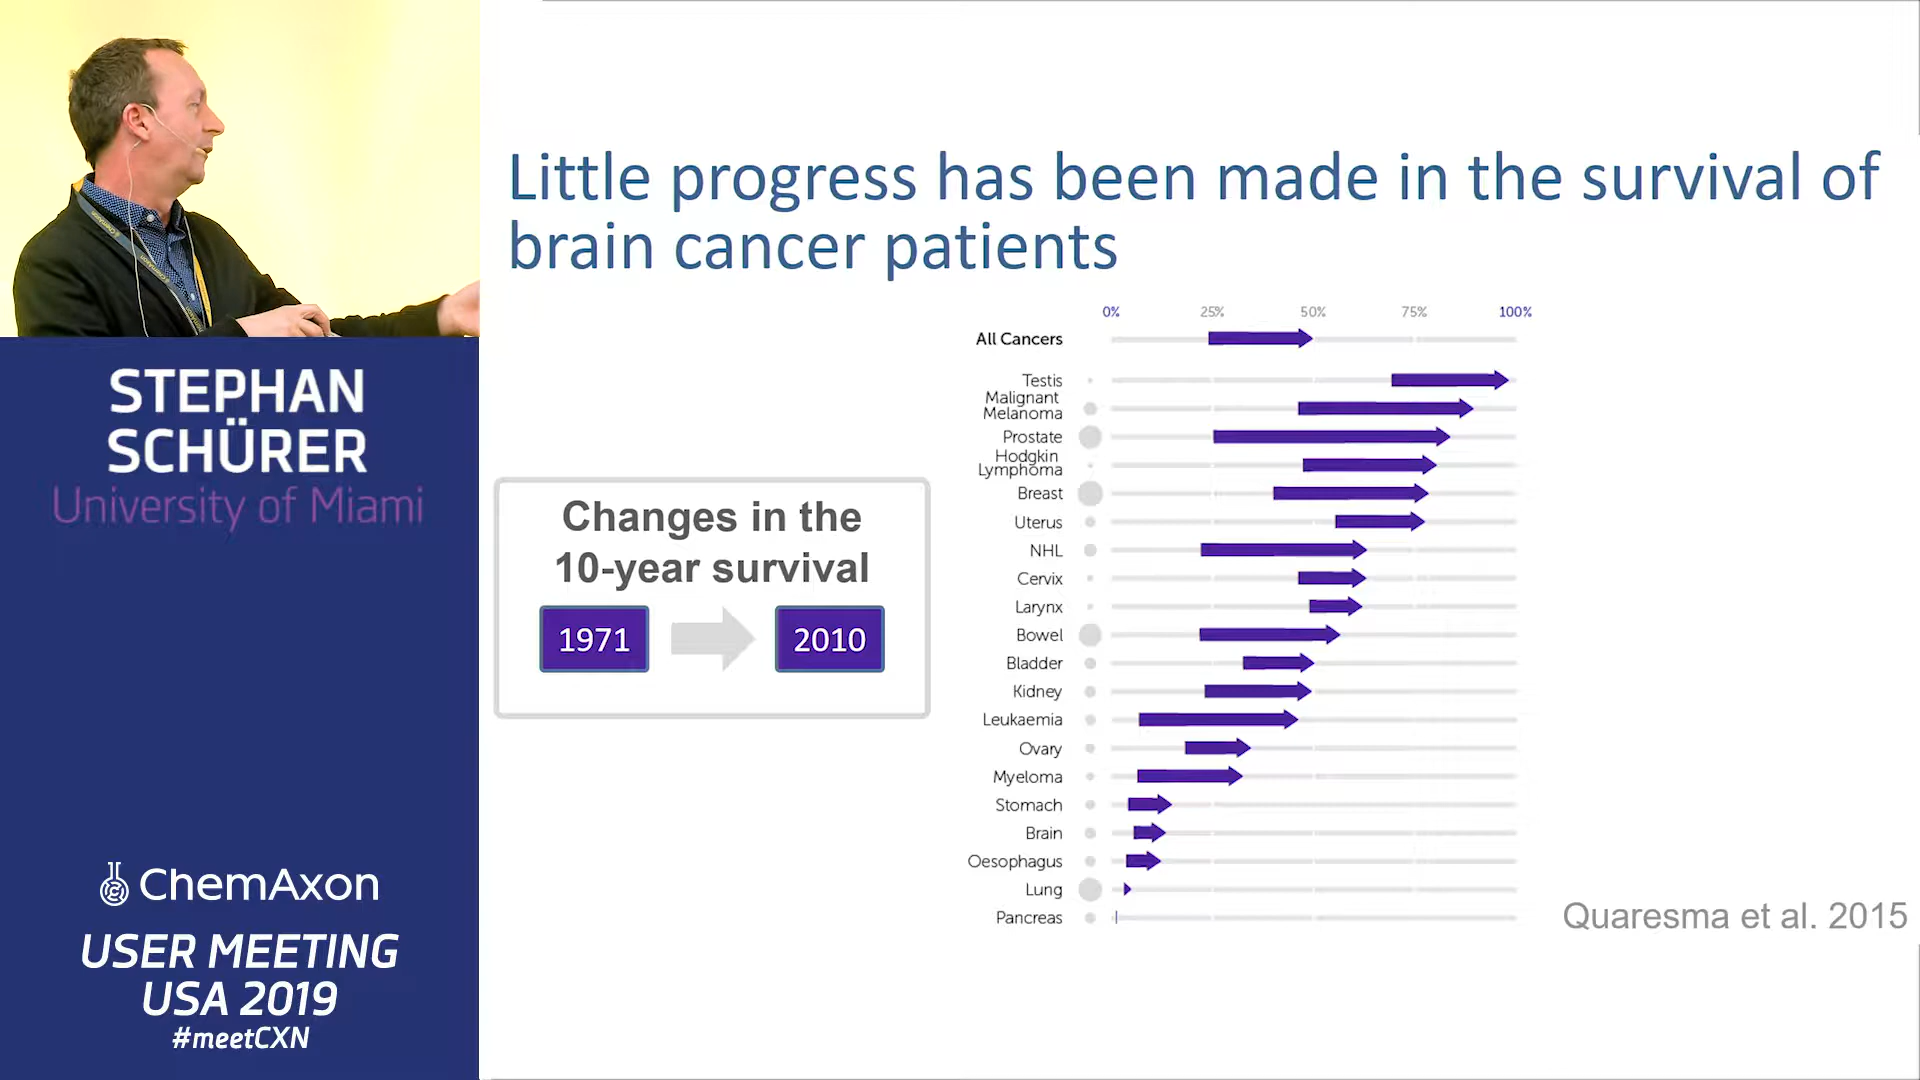 STEPHAN
SCHÜRER
University of Miami
ChemAxon
USER MEETING
USA 2019
#meetCXN
Little progress has been made in the survival of
brain cancer patients
Changes in the
10-year survival
1971
2010
0% 25% 50% 75% 100%
All Cancers
Testis
Malignant
Melanoma
Prostate
Hodgkin
Lymphoma
Breast
Uterus
NHL
Cervix
Larynx
Bowel
Bladder
Kidney
Leukaemia
Ovary
Myeloma
Stomach
Brain
Oesophagus
Lung
Pancreas
Quaresma et al. 2015